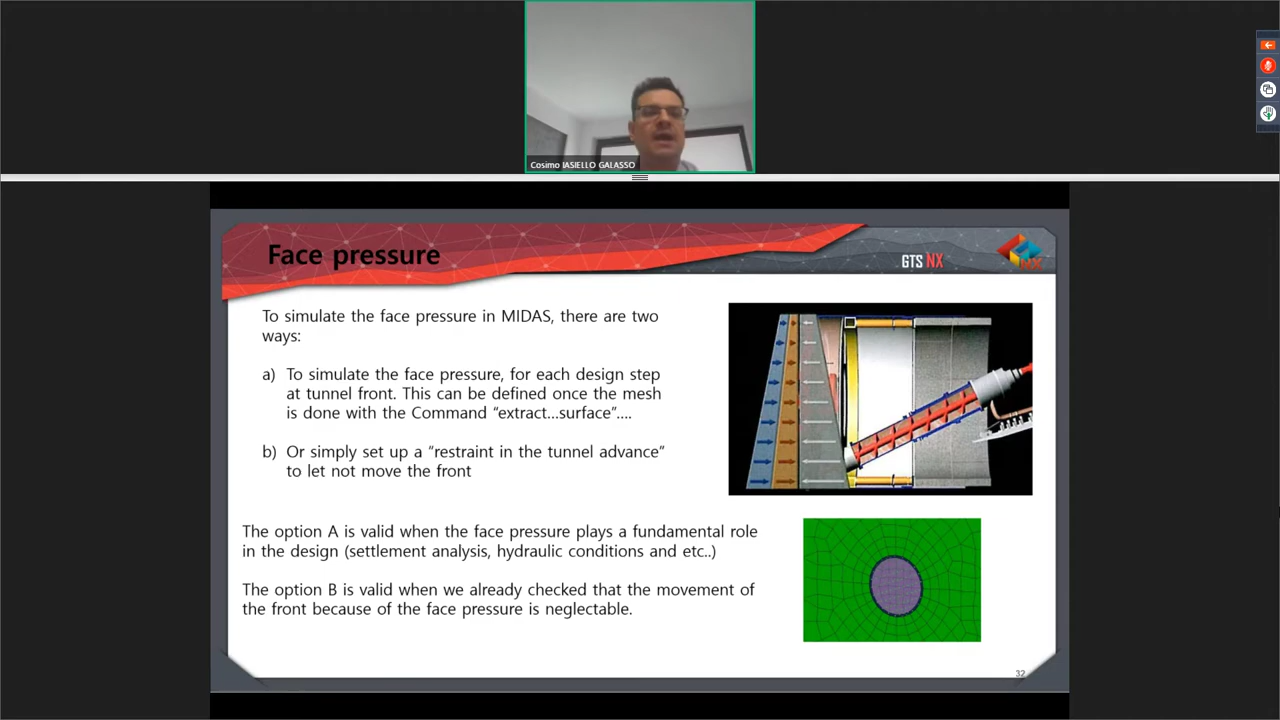 Cosimo IASIELLO GALASSO
Face pressure
GTS NX
NX
To simulate the face pressure in MIDAS, there are two
ways:
a) To simulate the face pressure, for each design step
at tunnel front. This can be defined once the mesh
is done with the Command “extract...surface”....
b) Or simply set up a “restraint in the tunnel advance”
to let not move the front
The option A is valid when the face pressure plays a fundamental role
in the design (settlement analysis, hydraulic conditions and etc..)
The option B is valid when we already checked that the movement of
the front because of the face pressure is neglectable.
32